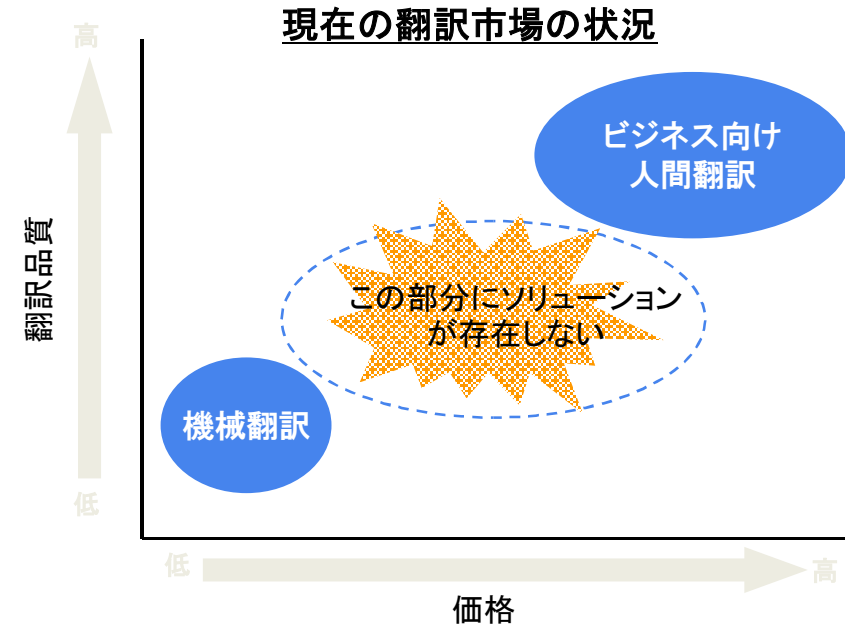 現在の翻訳市場の状況
高
ビジネス向け
人間翻訳
翻訳品質
この部分にソリューション
が存在しない
機械翻訳
低
低
高
価格